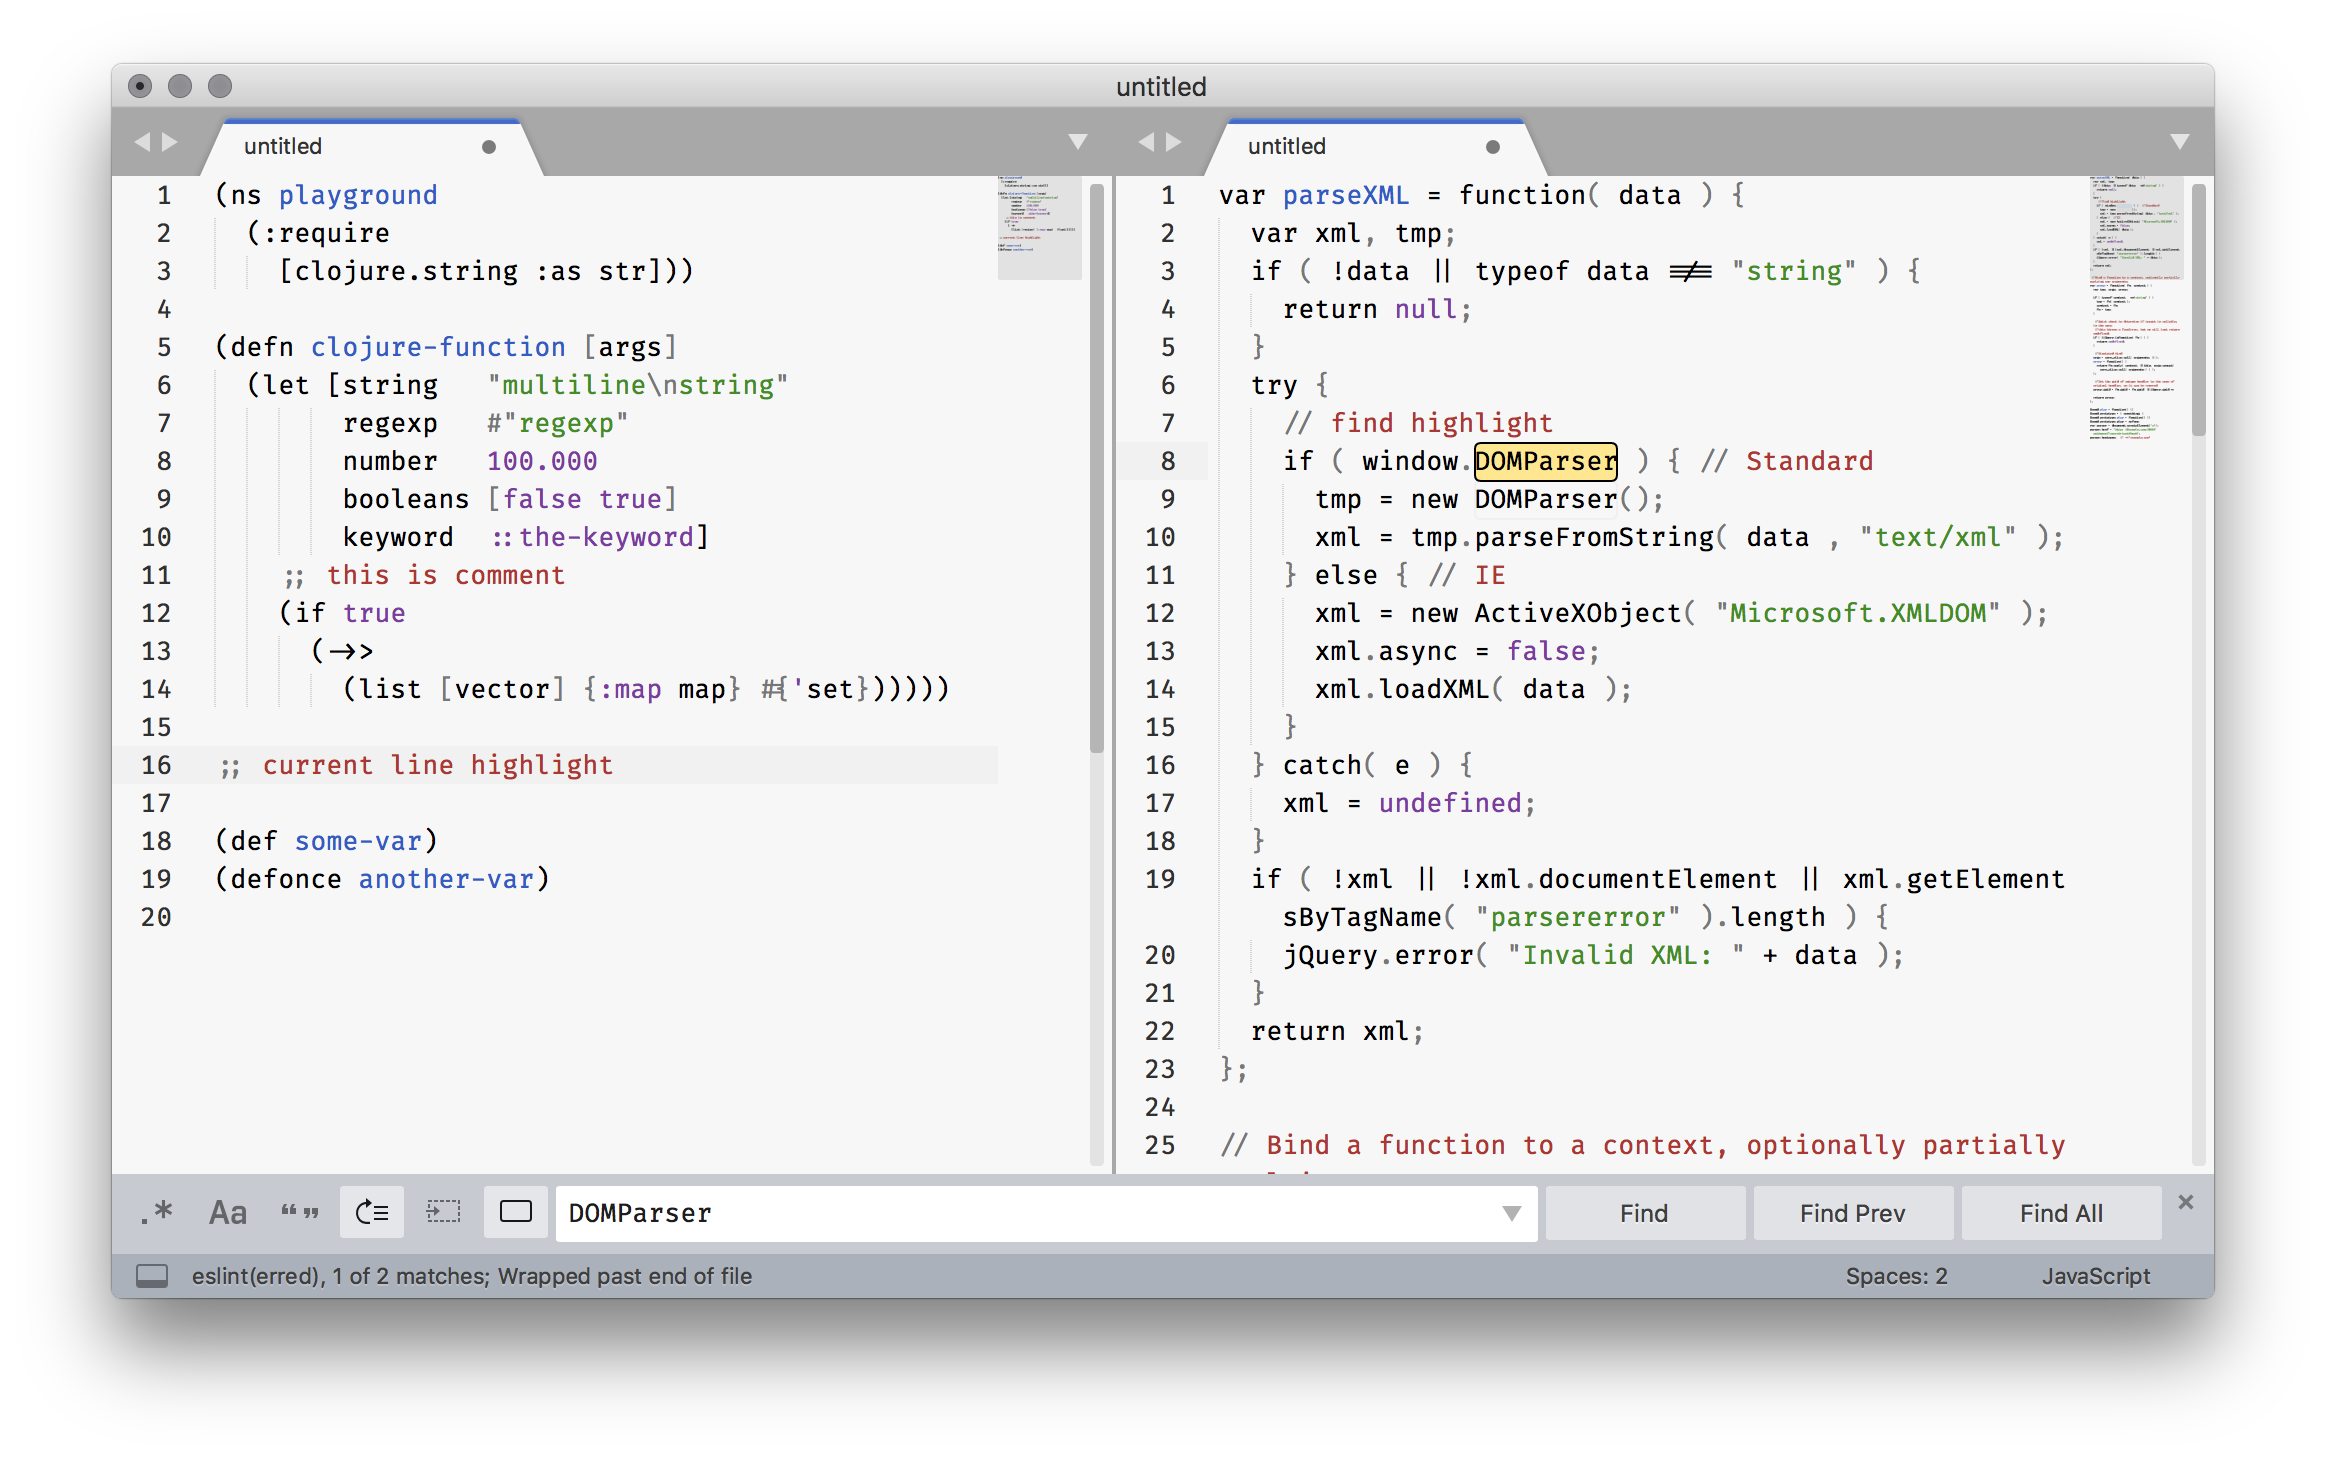 untitled
untitled
untitled
1 (ns playground
2 (:require
3 [clojure.string :as str]))
4
5 (defn clojure-function [args]
6 (let [string "multiline\nstring"
7 regexp #"regexp"
8 number 100.000
9 booleans [false true]
10 keyword ::the-keyword]
11 ;; this is comment
12 (if true
13 (->>
14 (list [vector] {:map map} #{'set})))))
15
16 ;; current line highlight
17
18 (def some-var)
19 (defonce another-var)
20
1 var parseXML = function( data ) {
2 var xml, tmp;
3 if ( !data || typeof data !== "string" ) {
4 return null;
5 }
6 try {
7 // find highlight
8 if ( window.DOMParser ) { // Standard
9 tmp = new DOMParser();
10 xml = tmp.parseFromString( data , "text/xml" );
11 } else { // IE
12 xml = new ActiveXObject( "Microsoft.XMLDOM" );
13 xml.async = false;
14 xml.loadXML( data );
15 }
16 } catch( e ) {
17 xml = undefined;
18 }
19 if ( !xml || !xml.documentElement || xml.getElement
sByTagName( "parsererror" ).length ) {
20 jQuery.error( "Invalid XML: " + data );
21 }
22 return xml;
23 };
24
25 // Bind a function to a context, optionally partially
.* Aa “ ” DOMParser Find Find Prev Find All ×
eslint(erred), 1 of 2 matches; Wrapped past end of file Spaces: 2 JavaScript